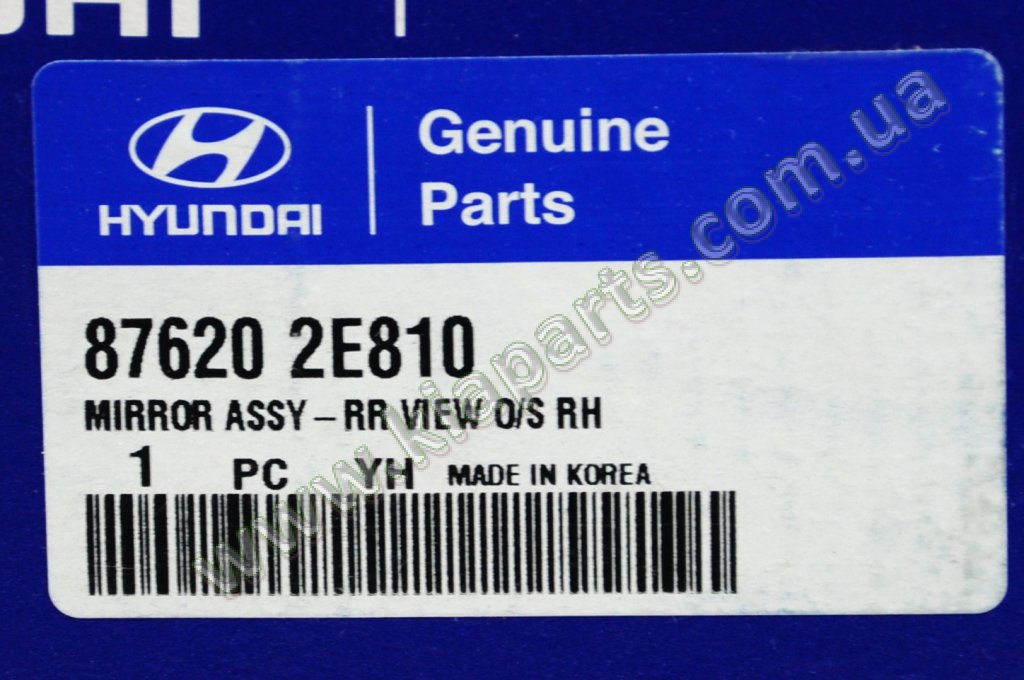 HYUNDAI
Genuine
Parts
87620 2E810
MIRROR ASSY – RR VIEW O/S RH
1 PC YH MADE IN KOREA
www.kiaparts.com.ua